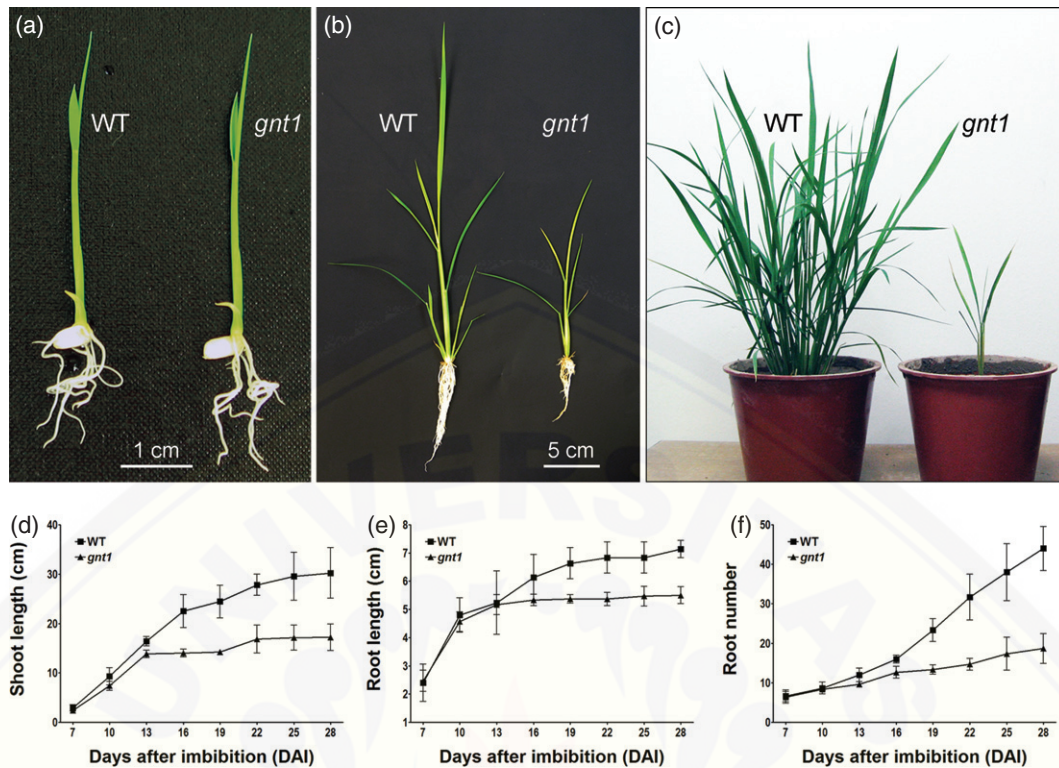 (a)
WT
gnt1
1 cm
(b)
WT
gnt1
5 cm
(c)
WT
gnt1
(d)
WT
gnt1
Shoot length (cm)
40
30
20
10
0
7 10 13 16 19 22 25 28
Days after imbibition (DAI)
(e)
WT
gnt1
Root length (cm)
8
7
6
5
4
3
2
1
7 10 13 16 19 22 25 28
Days after imbibition (DAI)
(f)
WT
gnt1
Root number
50
40
30
20
10
0
7 10 13 16 19 22 25 28
Days after imbibition (DAI)
UNIVERSITAS